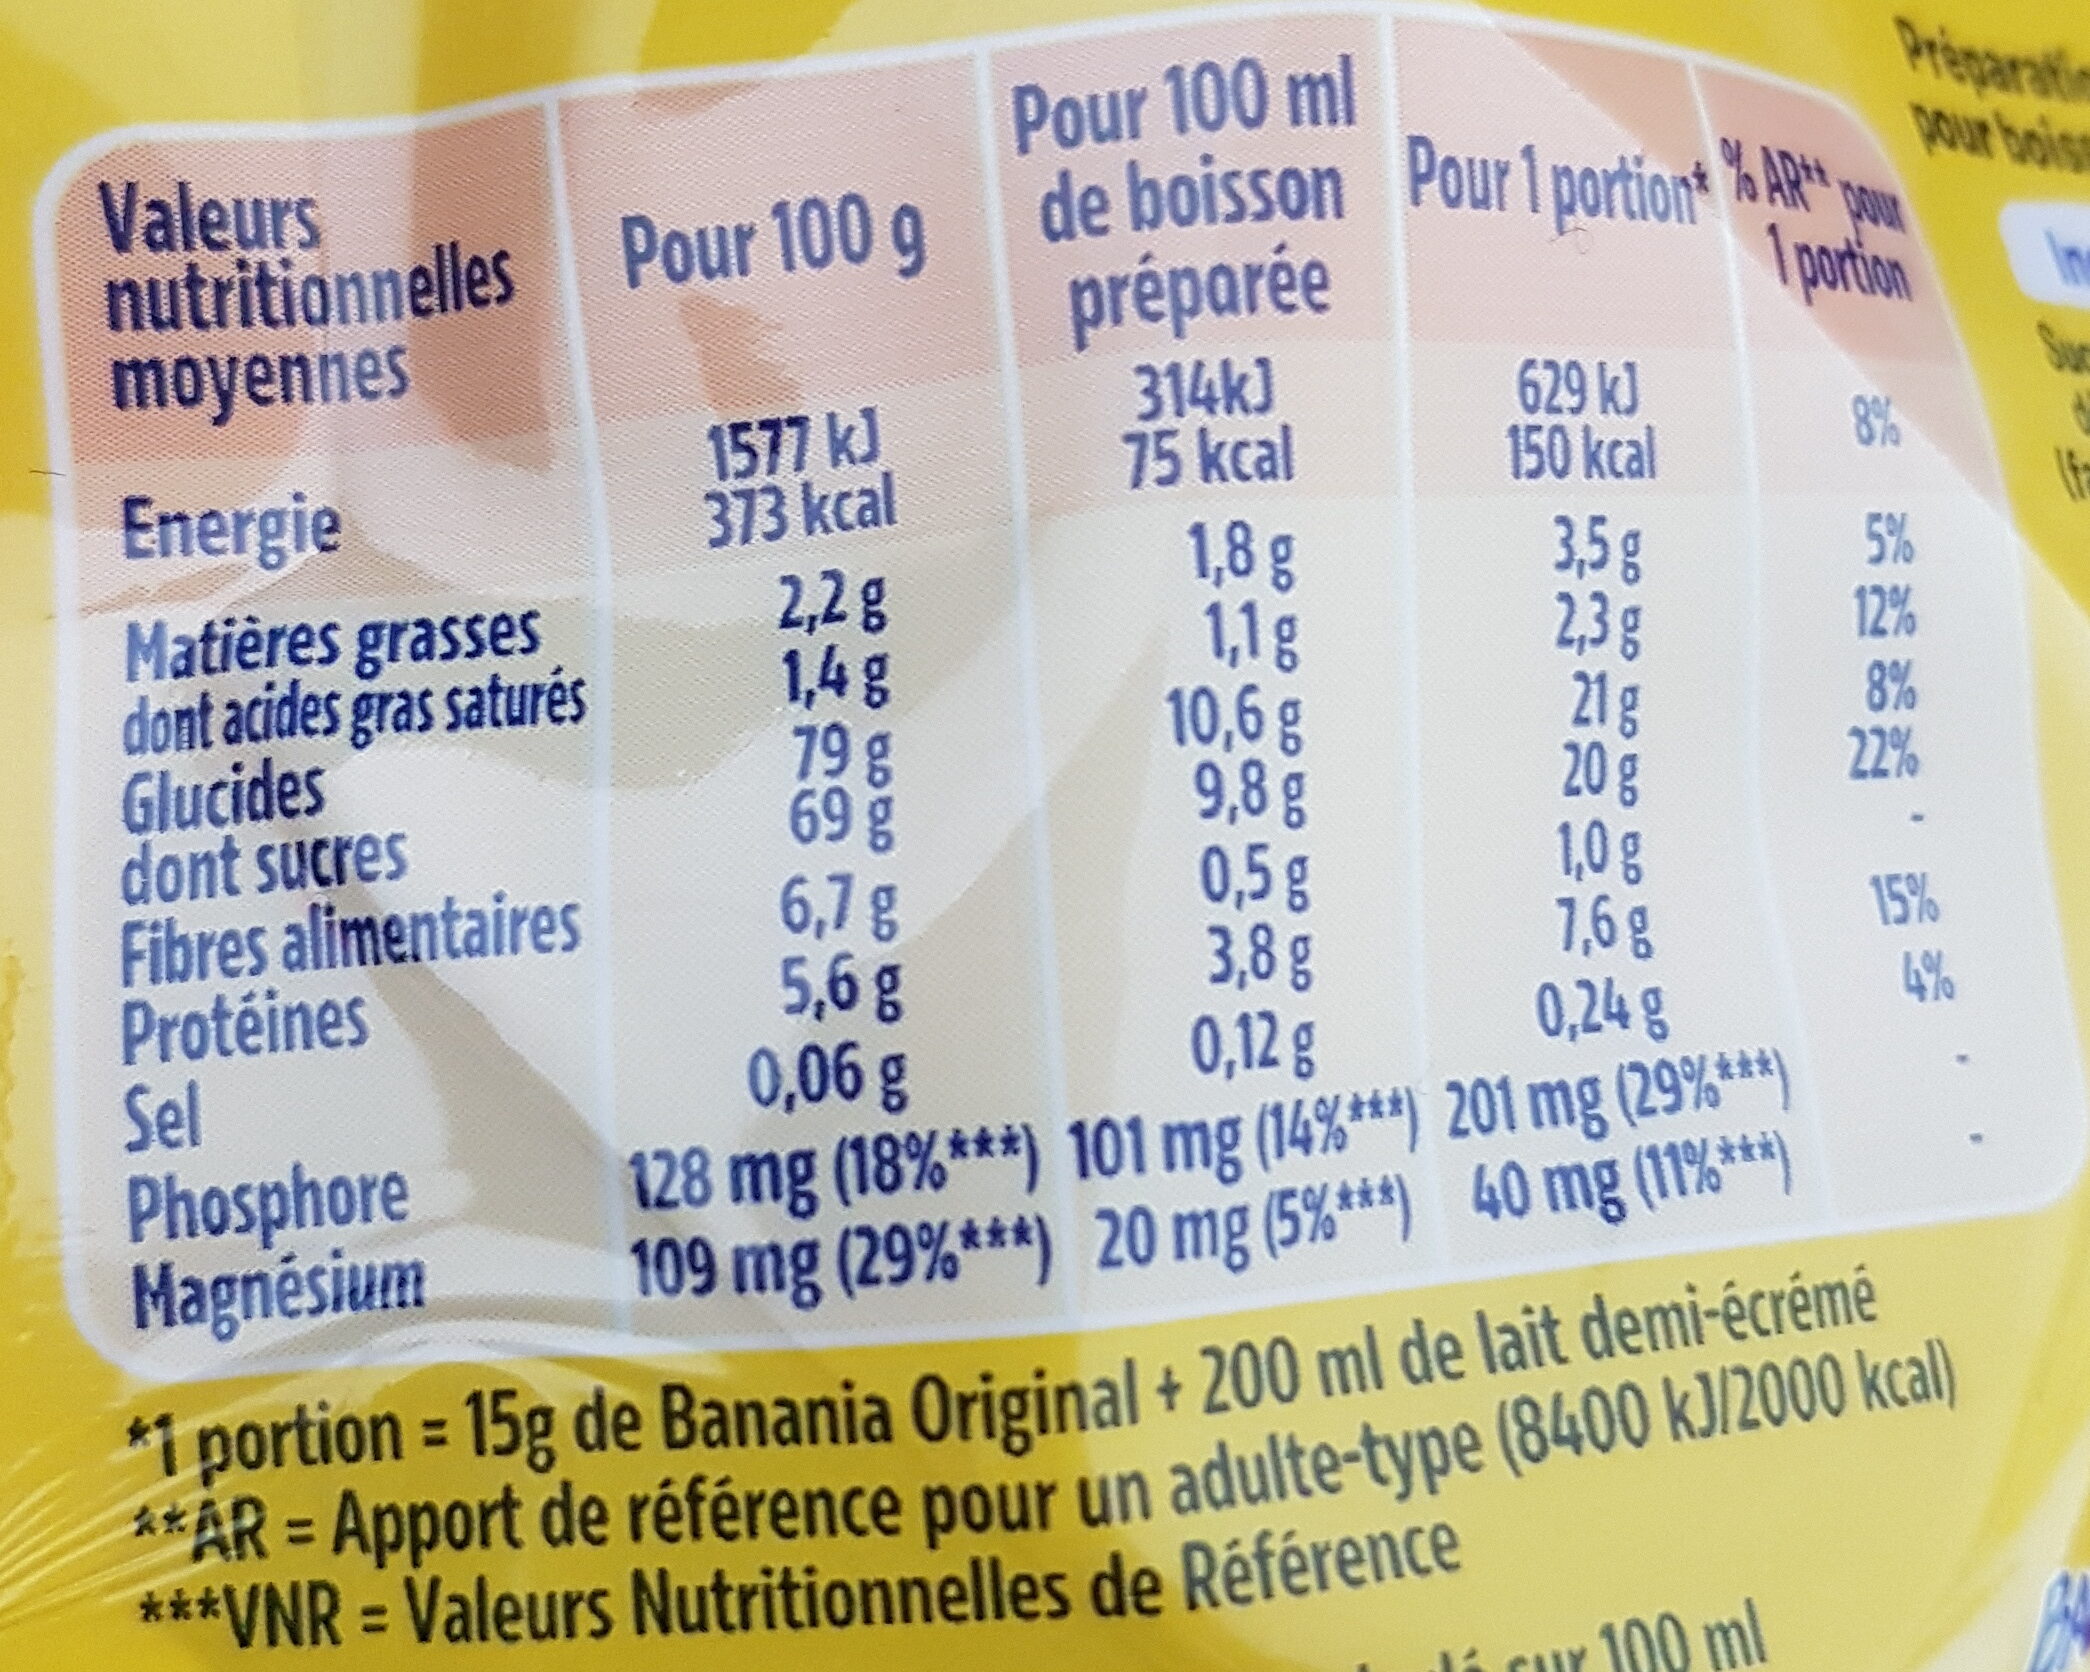 Valeurs nutritionnelles moyennes Pour 100 g Pour 100 ml de boisson préparée Pour 1 portion* % AR** pour 1 portion
Energie 1577 kJ 373 kcal 314kJ 75 kcal 629 kJ 150 kcal 8%
Matières grasses 2,2 g 1,8 g 3,5 g 5%
dont acides gras saturés 1,4 g 1,1 g 2,3 g 12%
Glucides 79 g 10,6 g 21 g 8%
dont sucres 69 g 9,8 g 20 g 22%
Fibres alimentaires 6,7 g 0,5 g 1,0 g -
Protéines 5,6 g 3,8 g 7,6 g 15%
Sel 0,06 g 0,12 g 0,24 g 4%
Phosphore 128 mg (18%***) 101 mg (14%***) 201 mg (29%***) -
Magnésium 109 mg (29%***) 20 mg (5%***) 40 mg (11%***) -
*1 portion = 15g de Banania Original + 200 ml de lait demi-écrémé
**AR = Apport de référence pour un adulte-type (8400 kJ/2000 kcal)
***VNR = Valeurs Nutritionnelles de Référence
sur 100 ml
pour